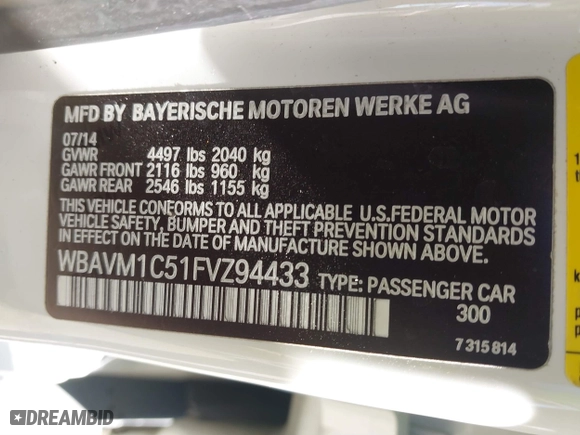 MFD BY BAYERISCHE MOTOREN WERKE AG
07/14
GVWR 4497 lbs 2040 kg
GAWR FRONT 2116 lbs 960 kg
GAWR REAR 2546 lbs 1155 kg
THIS VEHICLE CONFORMS TO ALL APPLICABLE U.S.FEDERAL MOTOR
VEHICLE SAFETY, BUMPER AND THEFT PREVENTION STANDARDS
IN EFFECT ON THE DATE OF MANUFACTURE SHOWN ABOVE.
WBAVM1C51FVZ94433 TYPE: PASSENGER CAR
300
7 315 814
DREAMBID